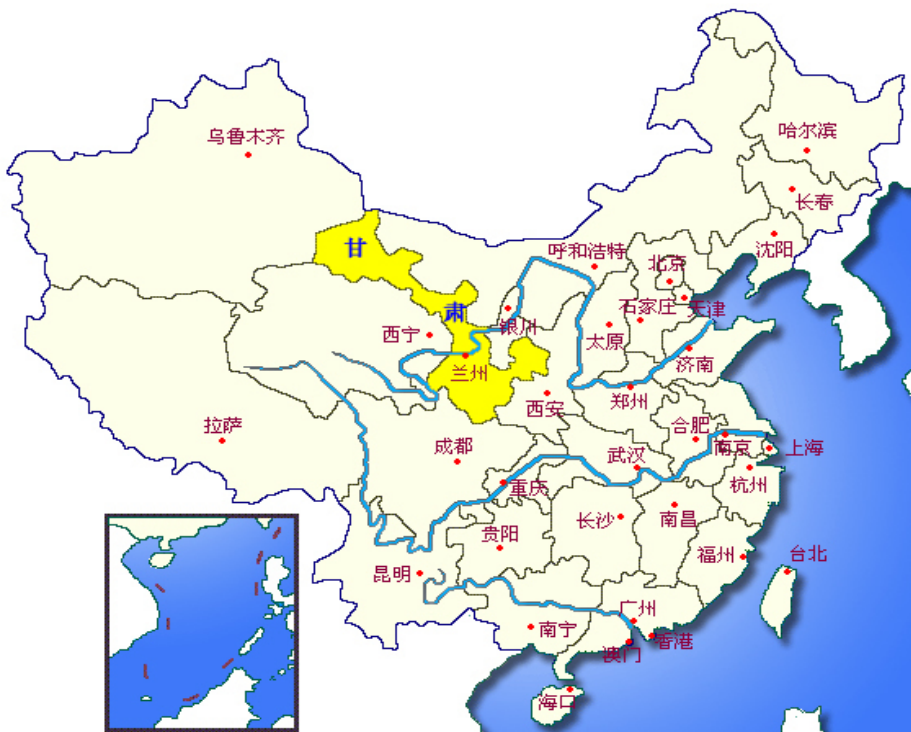 乌鲁木齐
哈尔滨
长春
甘
沈阳
呼和浩特
北京
肃
石家庄
天津
银川
西宁
太原
济南
兰州
郑州
西安
拉萨
合肥
成都
武汉
南京
上海
重庆
杭州
长沙
南昌
贵阳
福州
台北
昆明
广州
南宁
香港
澳门
海口